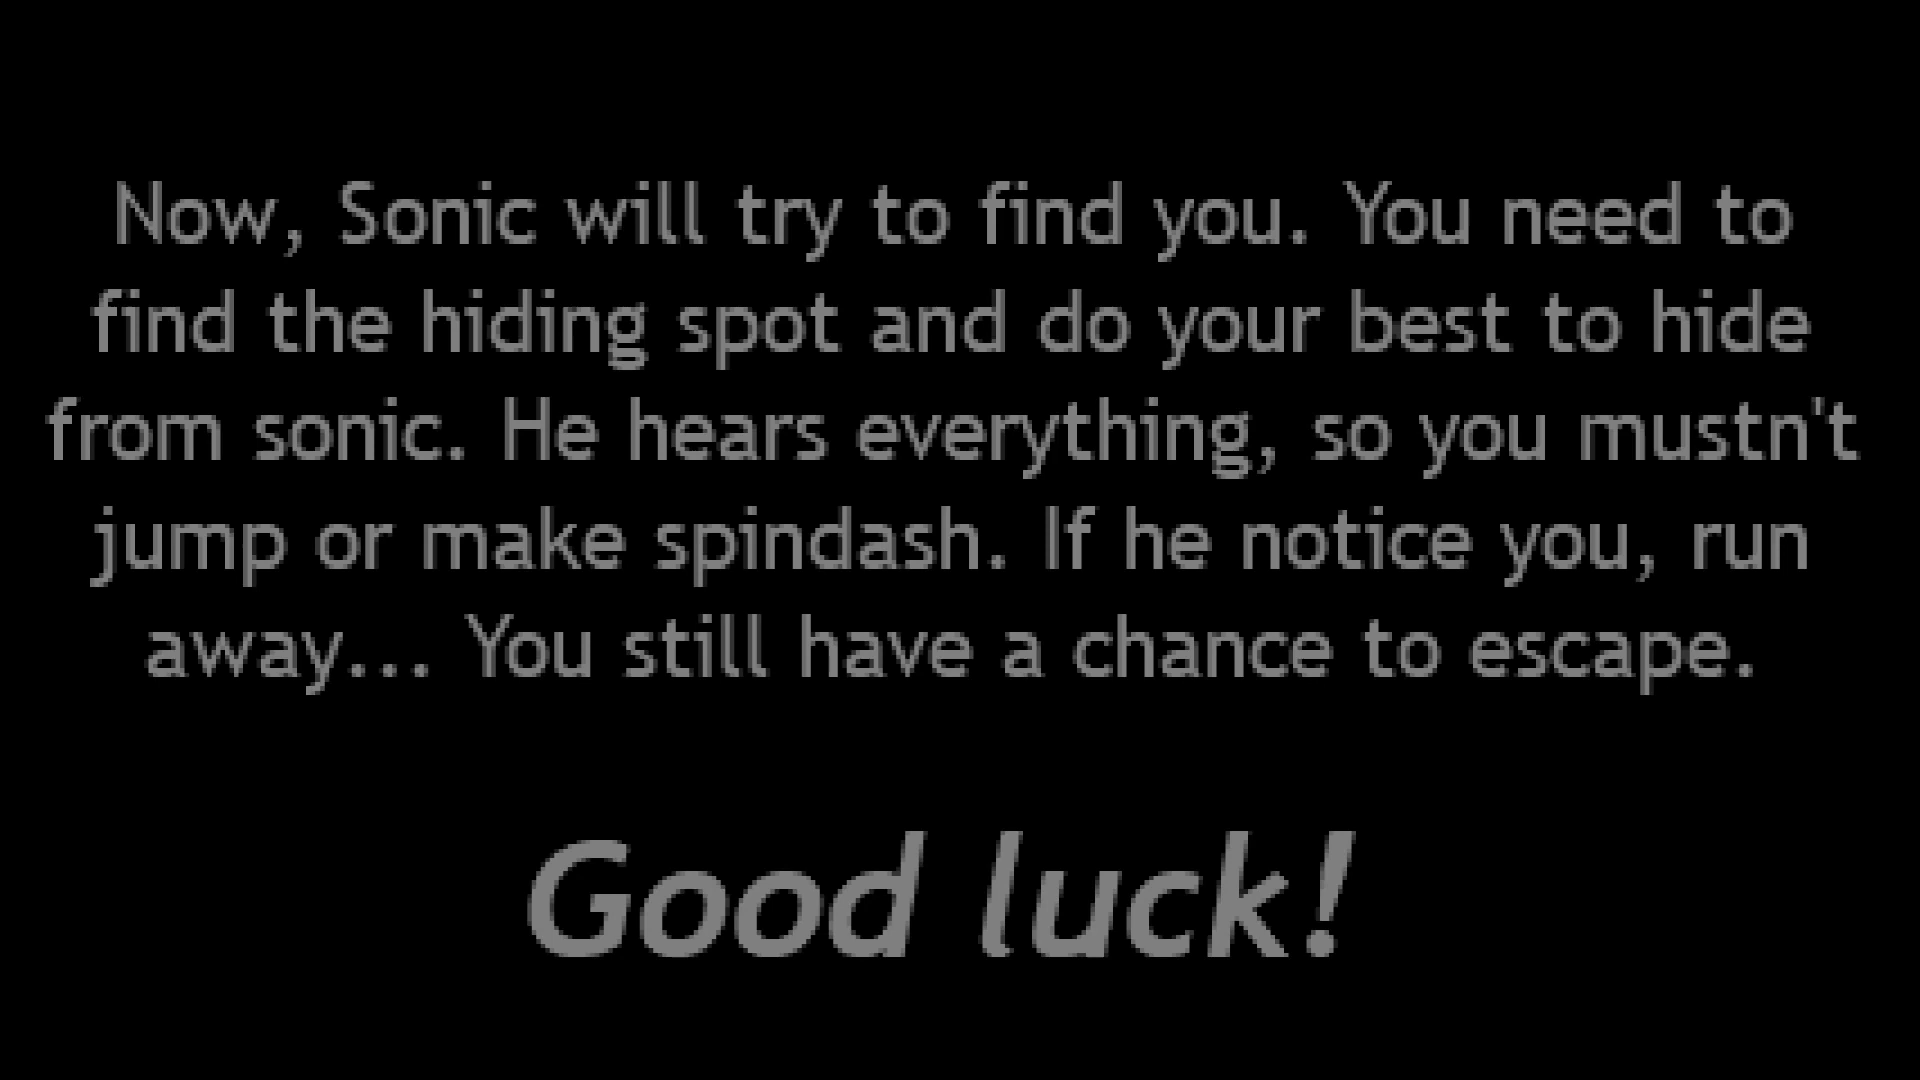 Now, Sonic will try to find you. You need to
find the hiding spot and do your best to hide
from sonic. He hears everything, so you mustn't
jump or make spindash. If he notice you, run
away... You still have a chance to escape.
Good luck!